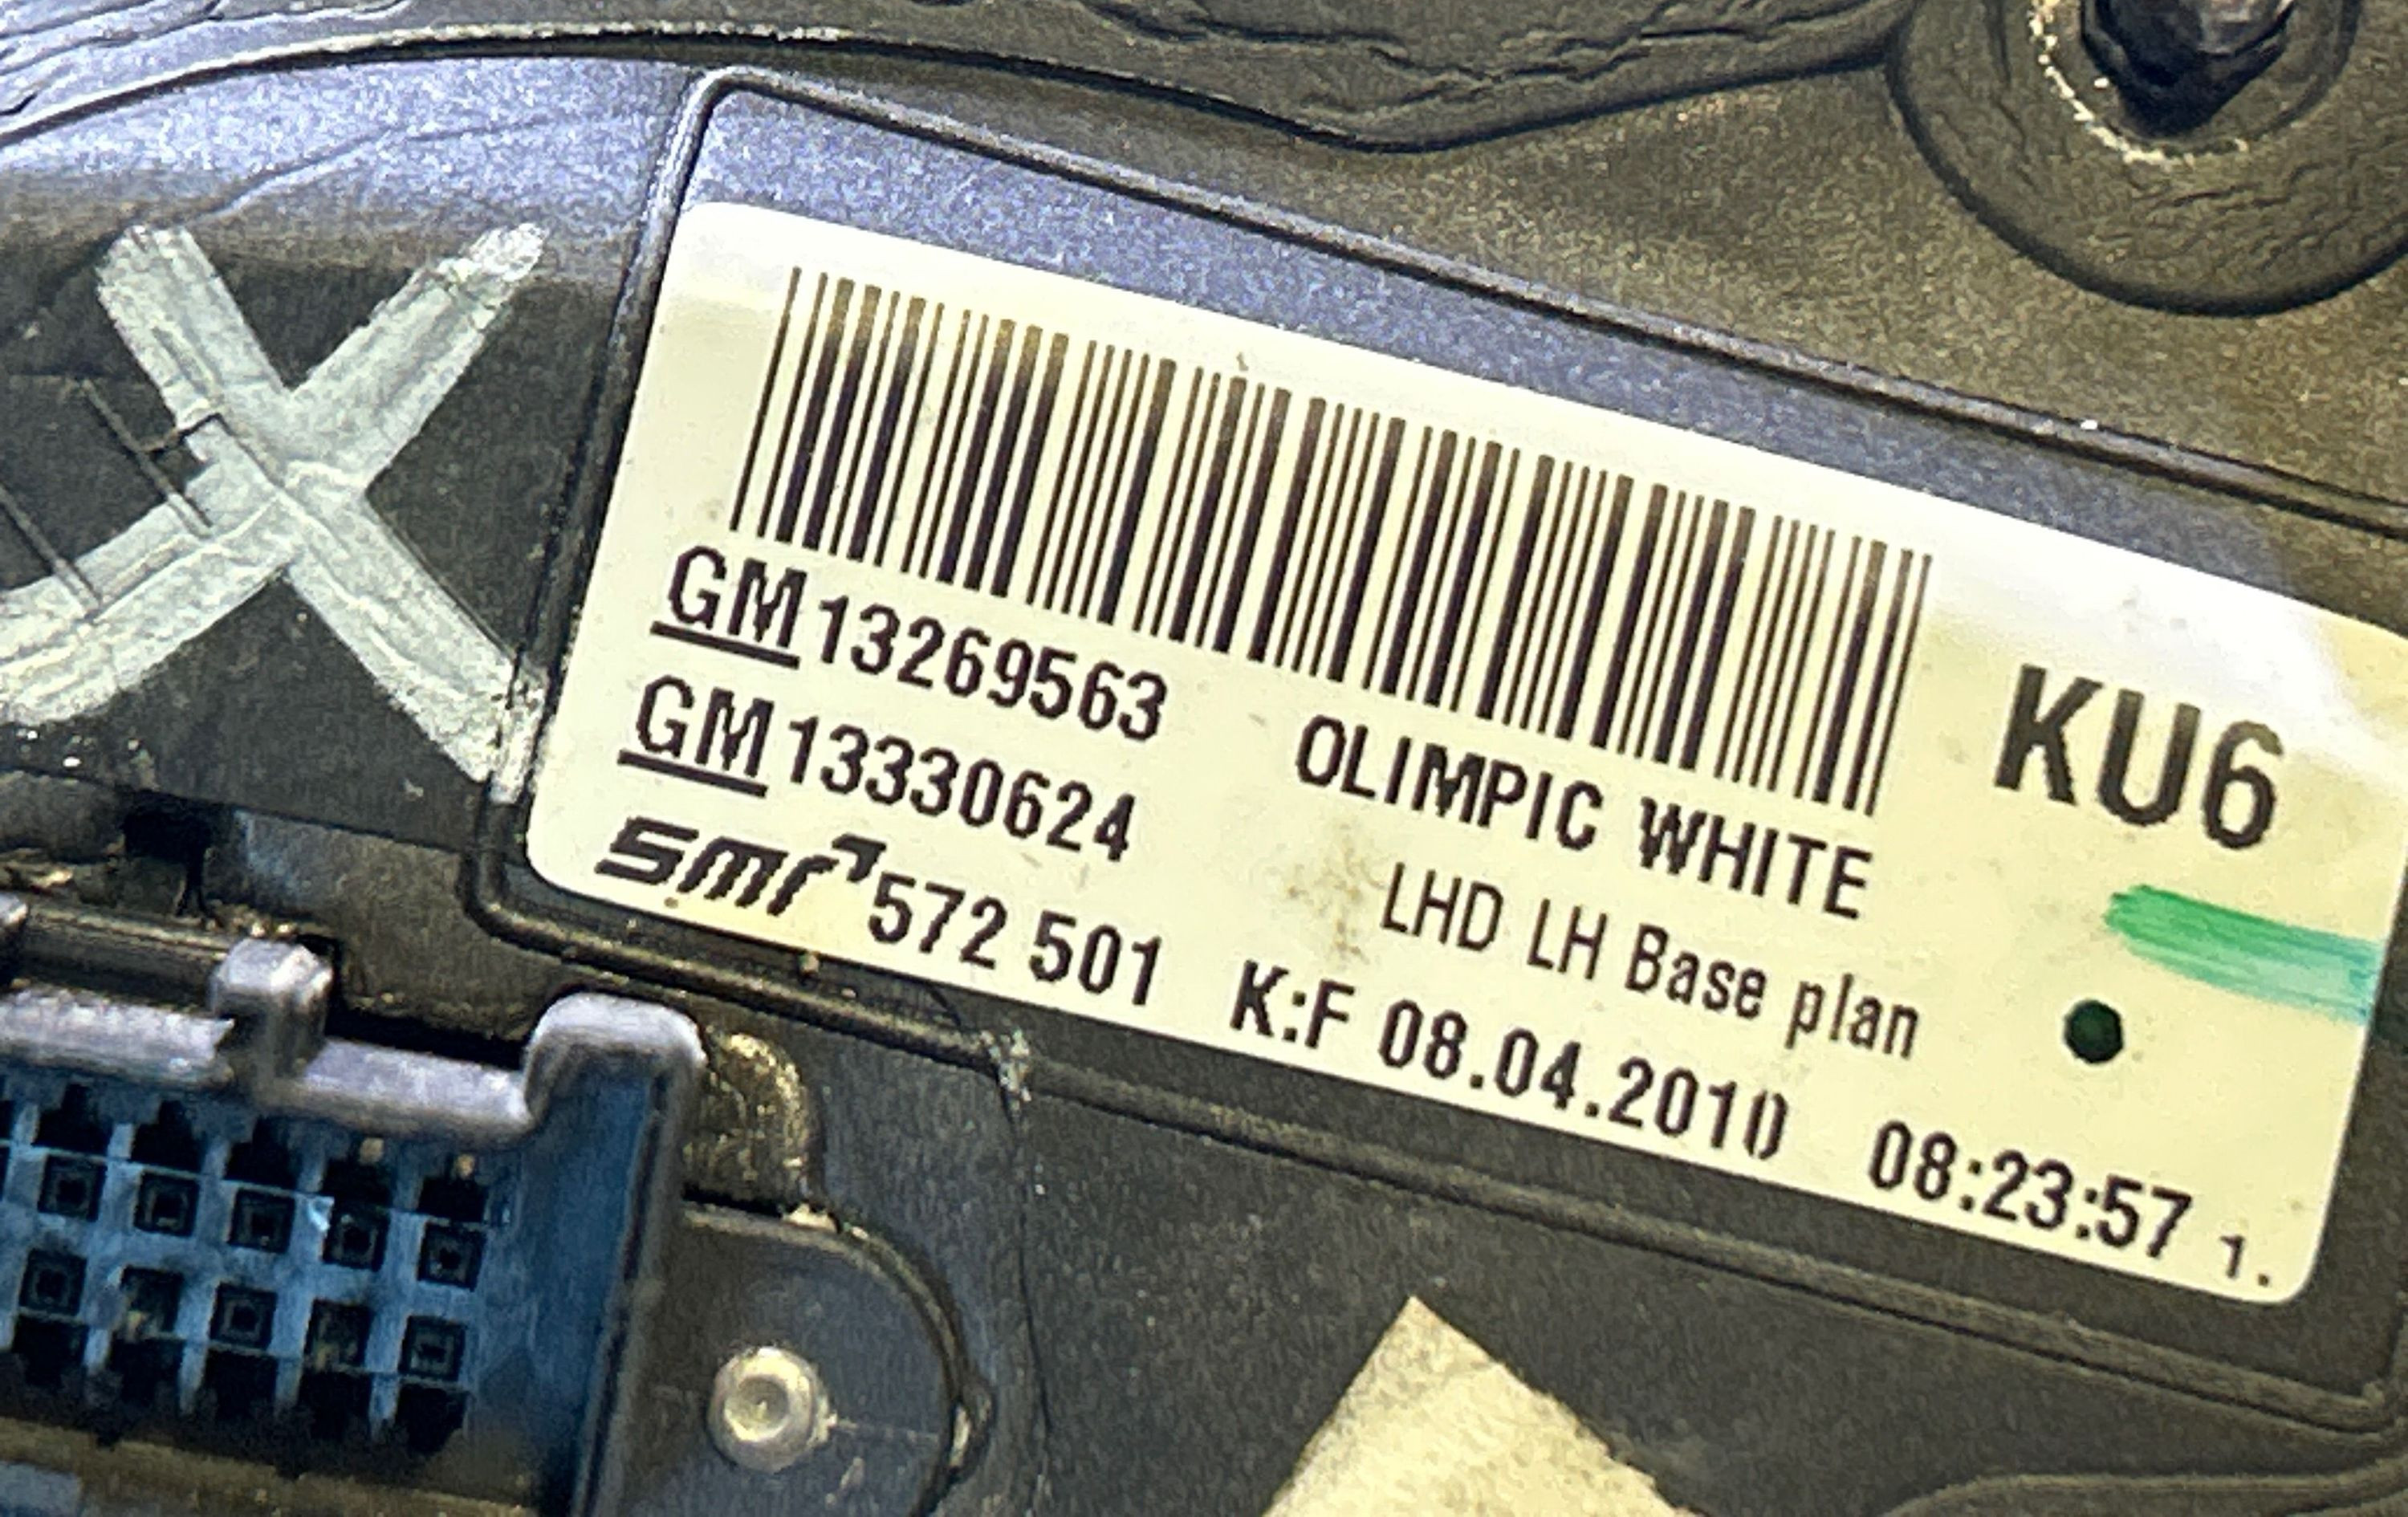 KU6
GM 13269563 OLIMPIC WHITE
GM 13330624 LHD LH Base plan
smr 572 501 K:F 08.04.2010 08:23:57 1.
X